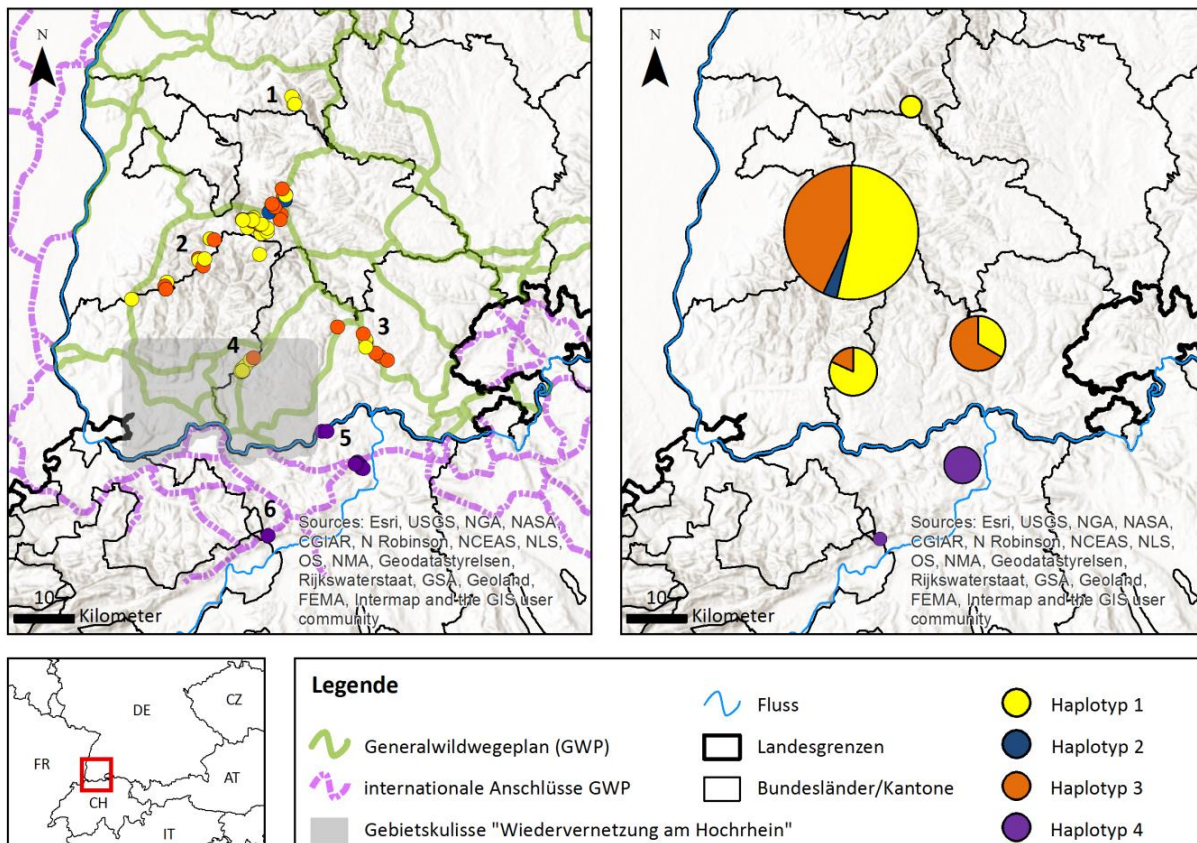 N
1
2
3
4
5
6
Sources: Esri, USGS, NGA, NASA,
CGIAR, N Robinson, NCEAS, NLS,
OS, NMA, Geodatastyrelsen,
Rijkswaterstaat, GSA, Geoland,
FEMA, Intermap and the GIS user
community
10
Kilometer
N
Sources: Esri, USGS, NGA, NASA,
CGIAR, N Robinson, NCEAS, NLS,
OS, NMA, Geodatastyrelsen,
Rijkswaterstaat, GSA, Geoland,
FEMA, Intermap and the GIS user
community
10
Kilometer
DE
CZ
FR
AT
CH
IT
Legende
Generalwildwegeplan (GWP)
internationale Anschlüsse GWP
Gebietskulisse "Wiedervernetzung am Hochrhein"
Fluss
Landesgrenzen
Bundesländer/Kantone
Haplotyp 1
Haplotyp 2
Haplotyp 3
Haplotyp 4